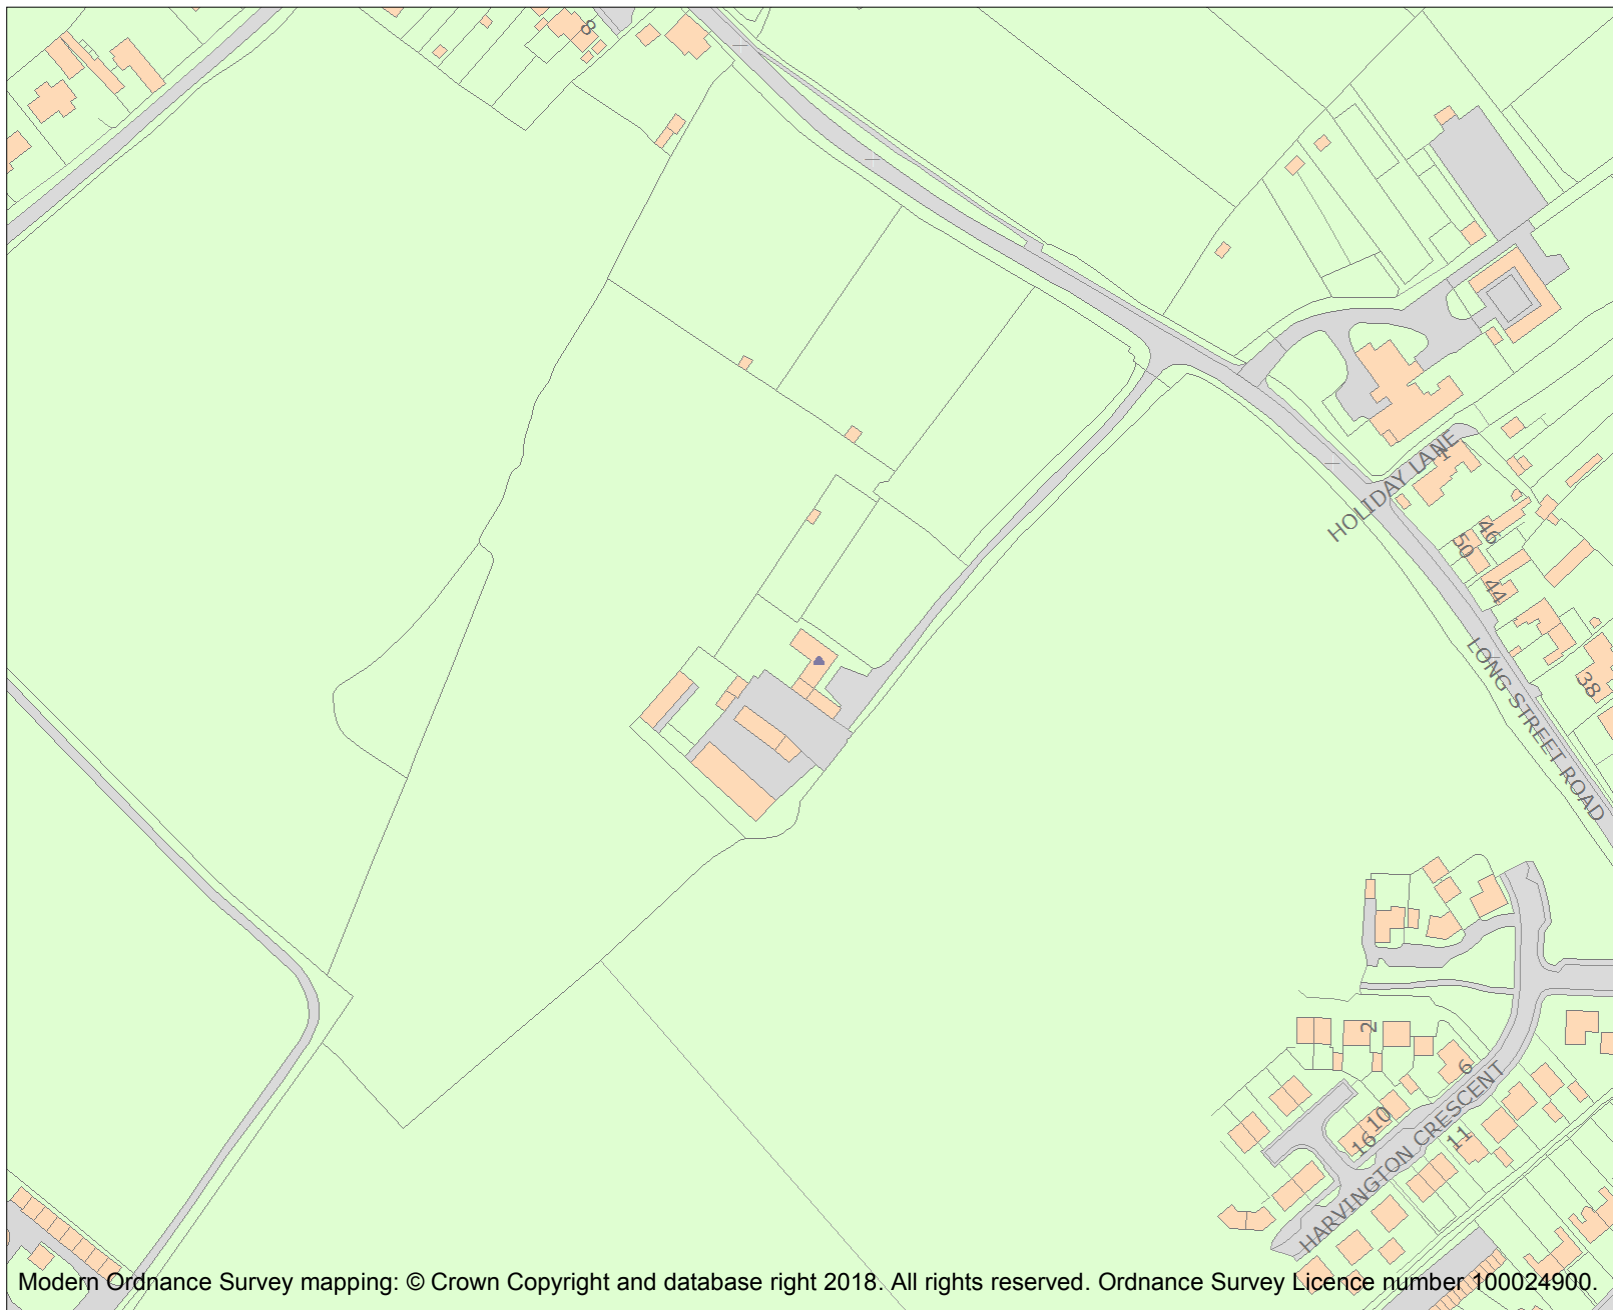 8
HOLIDAY LANE
1
46
50
44
38
LONG STREET ROAD
2
6
10
16
11
HARVINGTON CRESCENT
Modern Ordnance Survey mapping: © Crown Copyright and database right 2018. All rights reserved. Ordnance Survey Licence number 100024900.